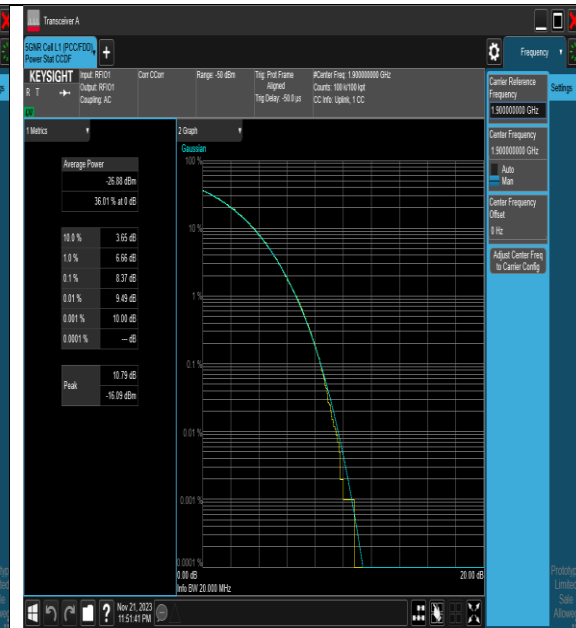 Transceiver A
5GNR Cell L1 (PCC/FDD),
Power Stat CCDF
Frequency
KEYSIGHT
R T
Input: RFIO1
Output: RFIO1
Coupling: AC
Corr CCorr
Range: -50 dBm
Trig: Prot Frame
Aligned
Trig Delay: -50.0 µs
#Center Freq: 1.900000000 GHz
Counts: 100 k/100 kpt
CC Info: Uplink, 1 CC
1 Metrics
Average Power
-26.88 dBm
36.01 % at 0 dB
10.0 % 3.65 dB
1.0 % 6.66 dB
0.1 % 8.37 dB
0.01 % 9.49 dB
0.001 % 10.00 dB
0.0001 % --- dB
Peak
10.79 dB
-16.09 dBm
2 Graph
Gaussian
100 %
10 %
1 %
0.1 %
0.01 %
0.001 %
0.0001 %
0.00 dB
20.00 dB
Info BW 20.000 MHz
Carrier Reference
Frequency
1.900000000 GHz
Center Frequency
1.900000000 GHz
Auto
Man
Center Frequency
Offset
0 Hz
Adjust Center Freq
to Carrier Config
Settings
Nov 21, 2023
11:51:41 PM